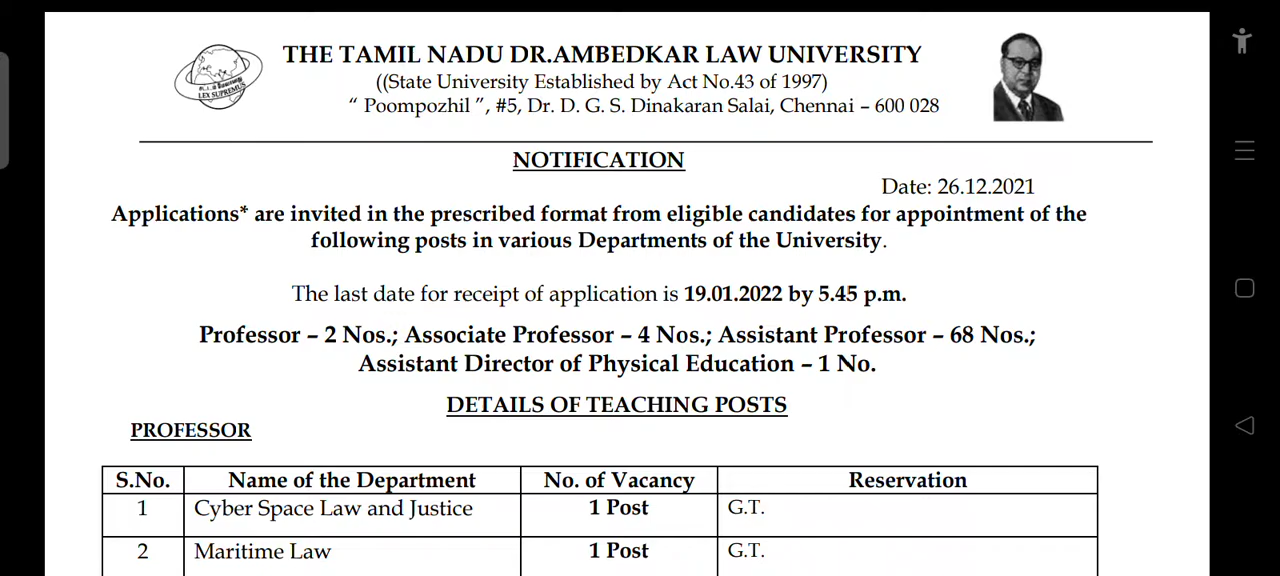 THE TAMIL NADU DR.AMBEDKAR LAW UNIVERSITY
((State University Established by Act No.43 of 1997)
“ Poompozhil ”, #5, Dr. D. G. S. Dinakaran Salai, Chennai – 600 028
LEX SUPREMUS
NOTIFICATION
Date: 26.12.2021
Applications* are invited in the prescribed format from eligible candidates for appointment of the
following posts in various Departments of the University.
The last date for receipt of application is 19.01.2022 by 5.45 p.m.
Professor – 2 Nos.; Associate Professor – 4 Nos.; Assistant Professor – 68 Nos.;
Assistant Director of Physical Education – 1 No.
DETAILS OF TEACHING POSTS
PROFESSOR
S.No. Name of the Department No. of Vacancy Reservation
1 Cyber Space Law and Justice 1 Post G.T.
2 Maritime Law 1 Post G.T.